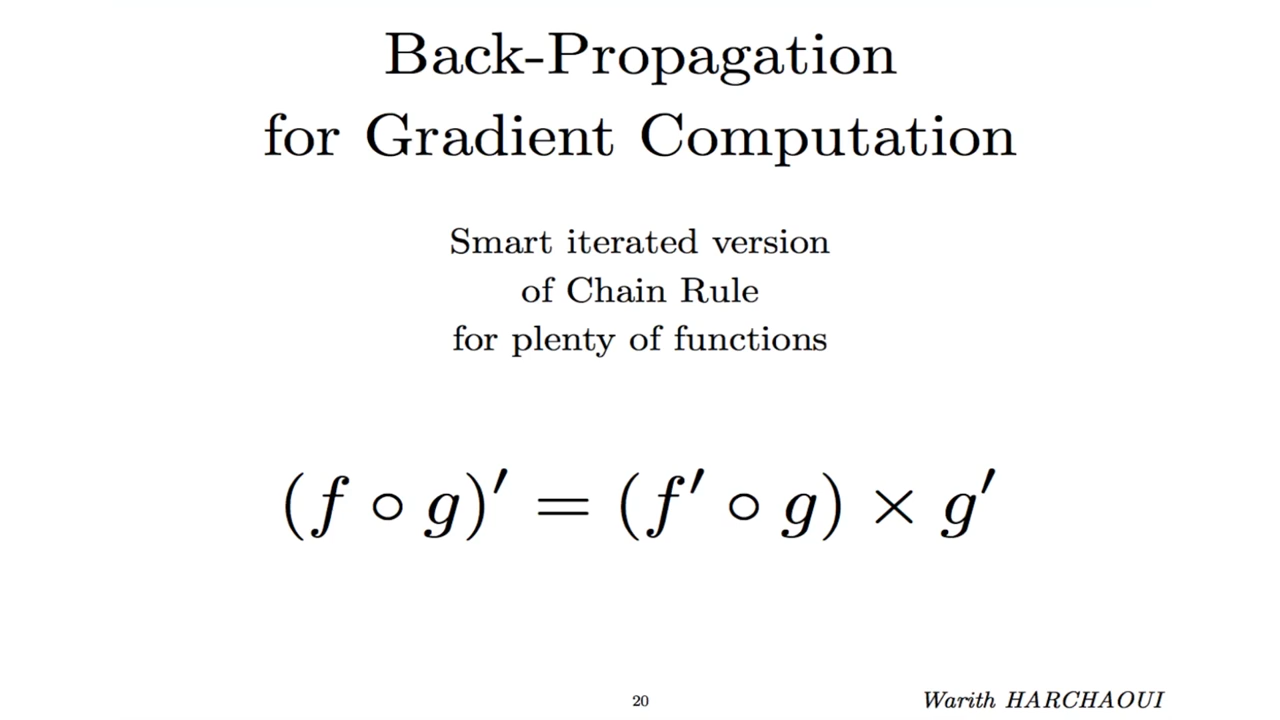 Back-Propagation
for Gradient Computation
Smart iterated version
of Chain Rule
for plenty of functions
(f ∘ g)′ = (f′ ∘ g) × g′
20
Warith HARCHAOUI